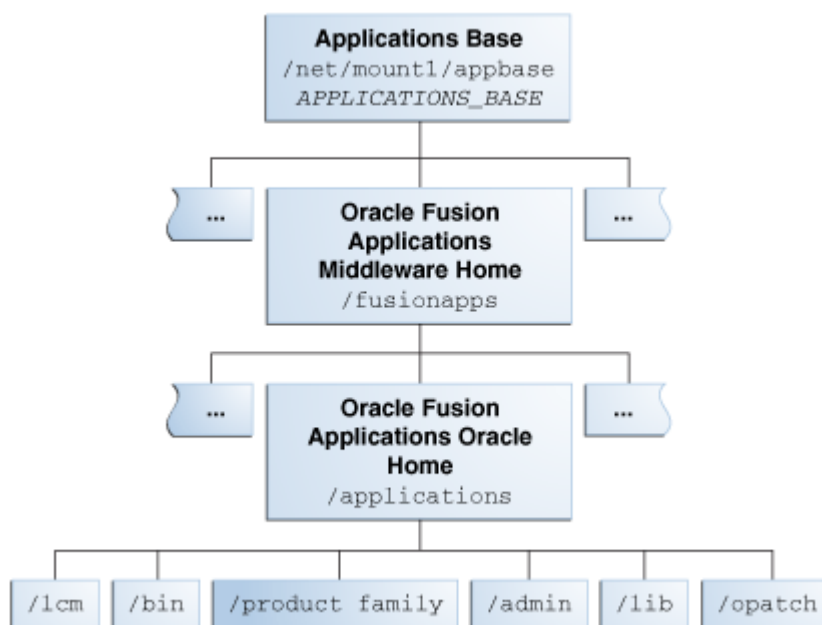 Applications Base
/net/mount1/appbase
APPLICATIONS_BASE
...
Oracle Fusion
Applications
Middleware Home
/fusionapps
...
...
Oracle Fusion
Applications Oracle
Home
/applications
...
/lcm
/bin
/product family
/admin
/lib
/opatch